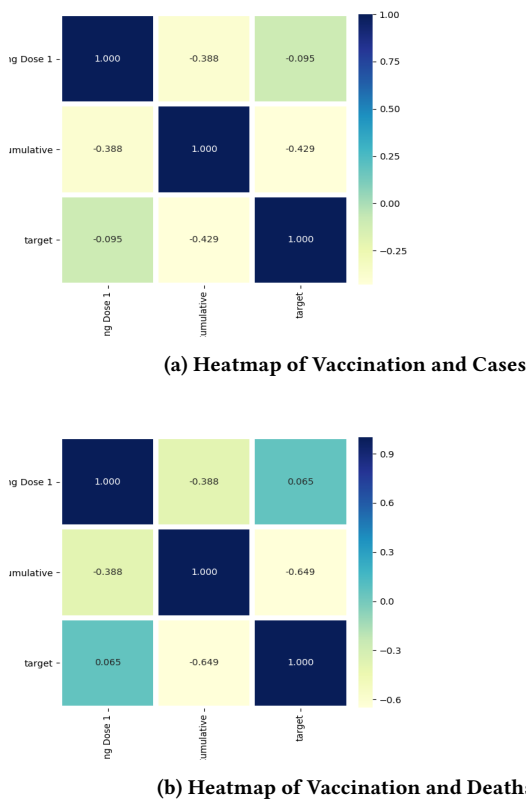 ng Dose 1
1.000
-0.388
-0.095
umulative
-0.388
1.000
-0.429
target
-0.095
-0.429
1.000
ng Dose 1
umulative
target
1.00
0.75
0.50
0.25
0.00
-0.25
(a) Heatmap of Vaccination and Cases
ng Dose 1
1.000
-0.388
0.065
umulative
-0.388
1.000
-0.649
target
0.065
-0.649
1.000
ng Dose 1
umulative
target
0.9
0.6
0.3
0.0
-0.3
-0.6
(b) Heatmap of Vaccination and Death